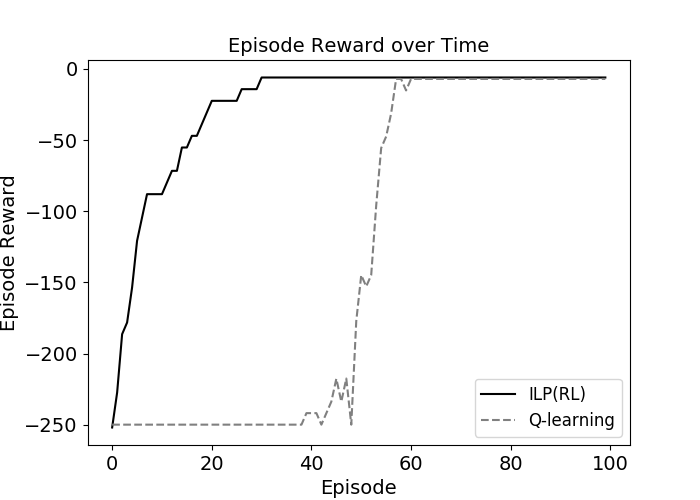 Episode Reward over Time
Episode Reward
0
−50
−100
−150
−200
−250
0 20 40 60 80 100
Episode
ILP(RL)
Q-learning